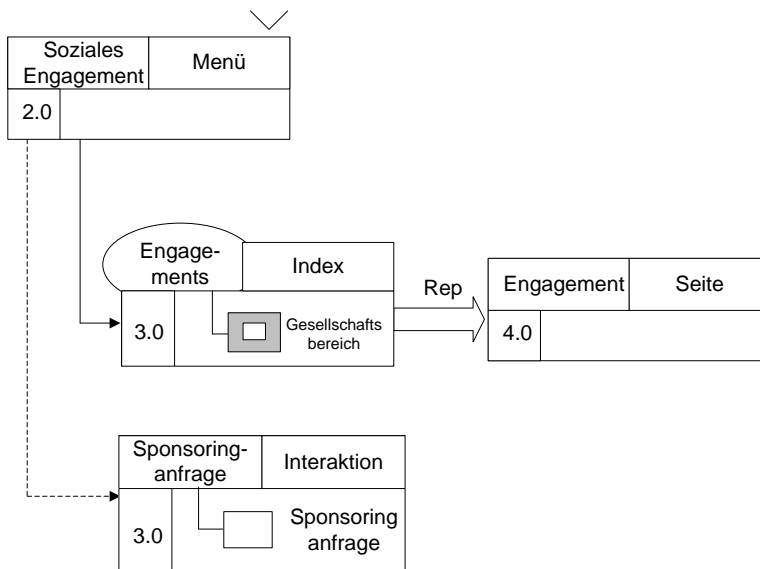 Soziales
Engagement
Menü
2.0
Engage-
ments
Index
3.0
Gesellschafts
bereich
Rep
Engagement
Seite
4.0
Sponsoring-
anfrage
Interaktion
3.0
Sponsoring
anfrage